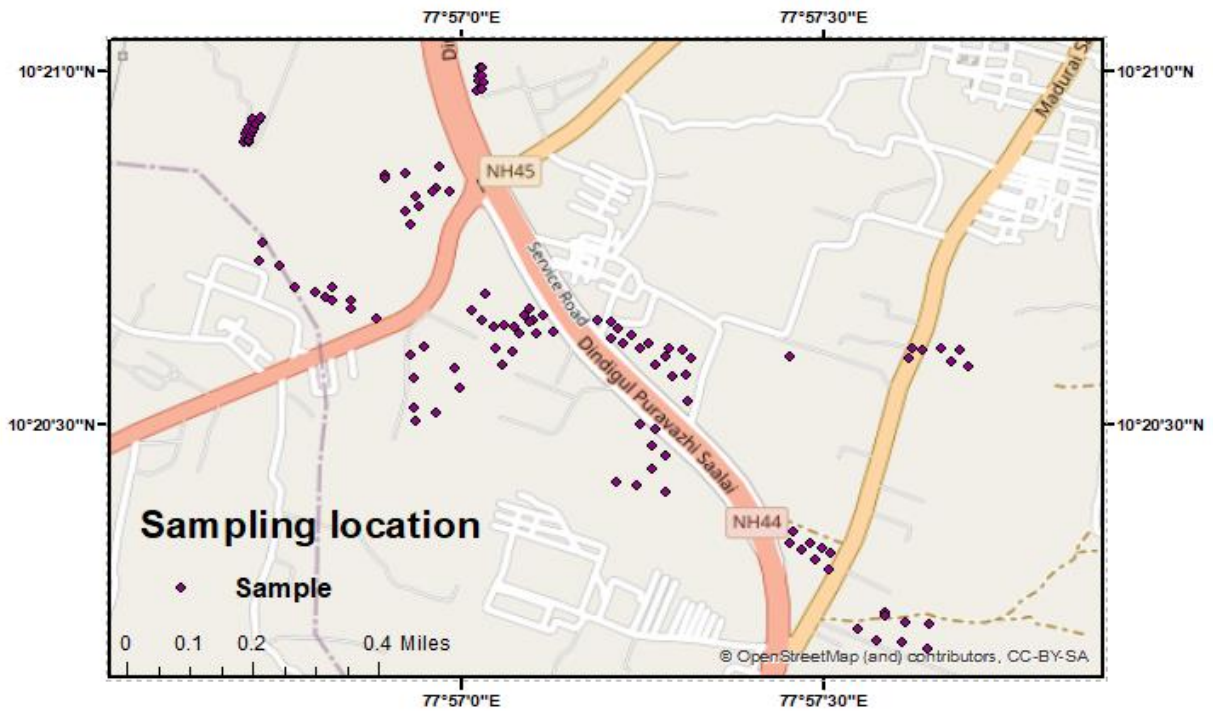 77°57'0"E
77°57'30"E
10°21'0"N
10°21'0"N
NH45
Service Road
Dindigul Puravazhi Saalai
10°20'30"N
10°20'30"N
Sampling location
NH44
Sample
0 0.1 0.2 0.4 Miles
© OpenStreetMap (and) contributors, CC-BY-SA
77°57'0"E
77°57'30"E
Madurai